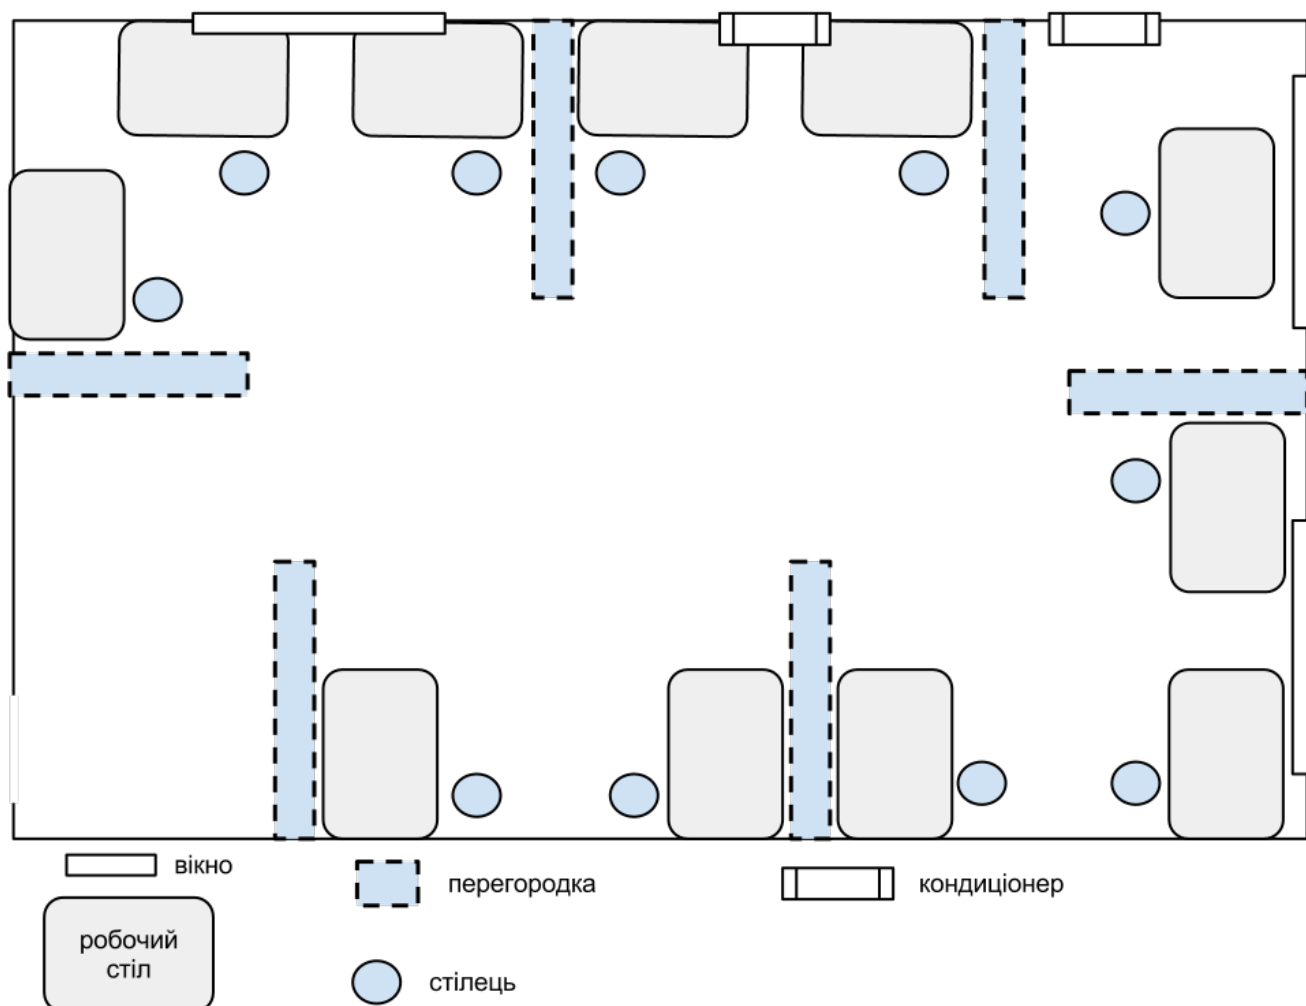 вікно
перегородка
кондиціонер
робочий
стіл
стілець